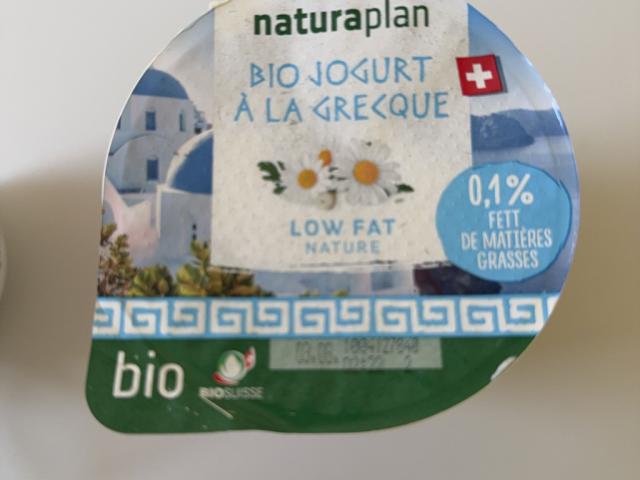 naturaplan
BIO JOGURT
À LA GRECQUE
LOW FAT
NATURE
0,1%
FETT
DE MATIÈRES
GRASSES
bio
BIOSUISSE